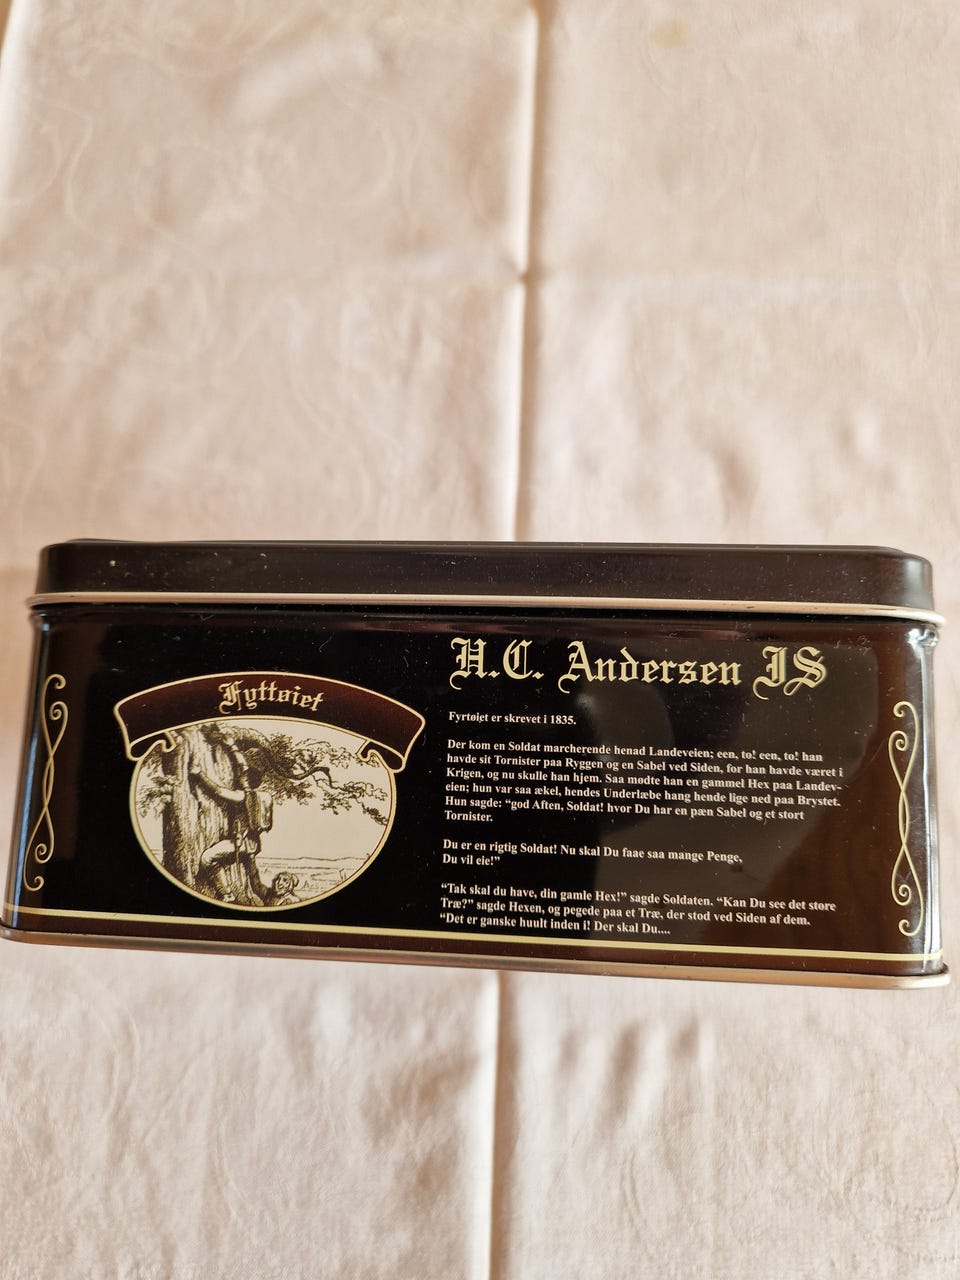 Fyttøiet
H.C. Andersen IS
Fyrtøjet er skrevet i 1835.
Der kom en Soldat marcherende henad Landeveien; een, to! een, to! han
havde sit Tornister paa Ryggen og en Sabel ved Siden, for han havde været i
Krigen, og nu skulle han hjem. Saa mødte han en gammel Hex paa Landev-
eien; hun var saa ækel, hendes Underlæbe hang hende lige ned paa Brystet.
Hun sagde: “god Aften, Soldat! hvor Du har en pæn Sabel og et stort
Tornister.
Du er en rigtig Soldat! Nu skal Du faae saa mange Penge,
Du vil eie!”
“Tak skal du have, din gamle Hex!” sagde Soldaten. “Kan Du see det støre
Træ?” sagde Hexen, og pegede paa et Træ, der stod ved Siden af dem.
“Det er ganske huult inden i! Der skal Du....